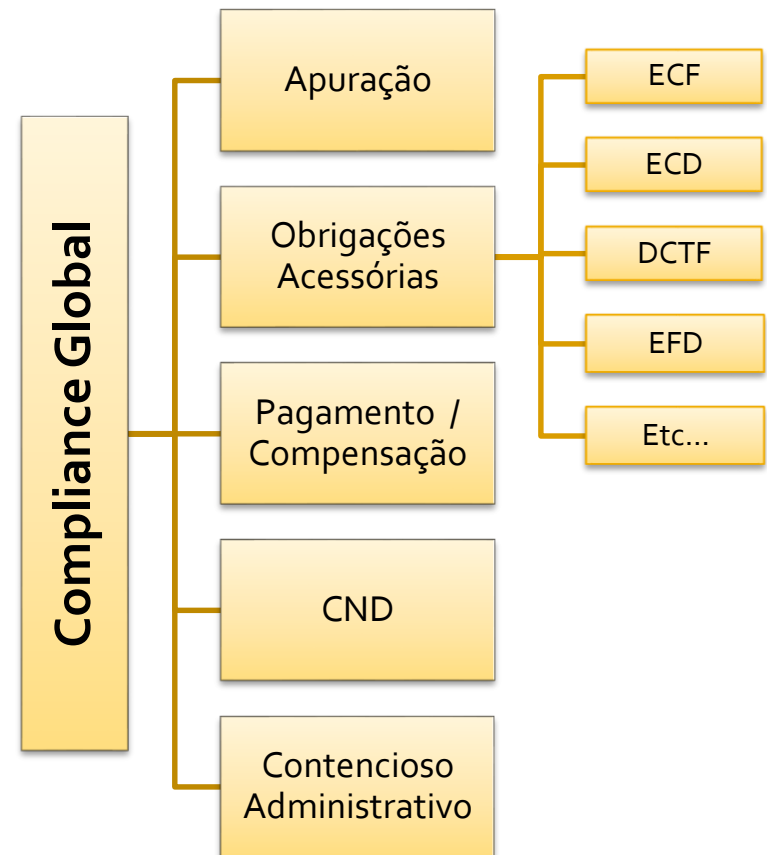 Compliance Global
Apuração
Obrigações
Acessórias
Pagamento /
Compensação
CND
Contencioso
Administrativo
ECF
ECD
DCTF
EFD
Etc...